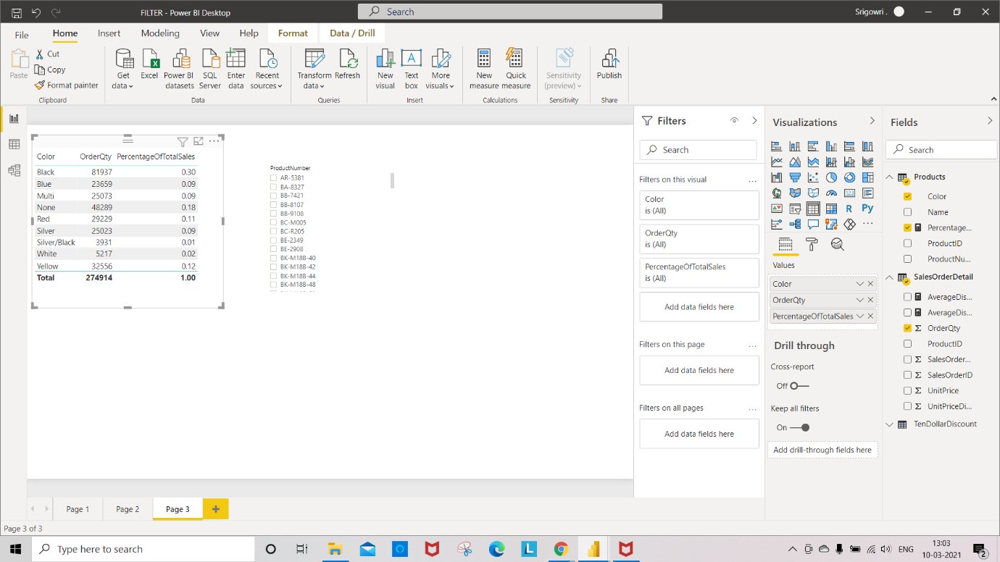 FILTER - Power BI Desktop
Search
Srigowri .
File
Home
Insert
Modeling
View
Help
Format
Data / Drill
Paste
Cut
Copy
Format painter
Clipboard
Get data
Excel
Power BI datasets
SQL Server
Enter data
Recent sources
Data
Transform data
Refresh
Queries
New visual
Text box
More visuals
Insert
New measure
Quick measure
Calculations
Sensitivity (preview)
Sensitivity
Publish
Share
Color OrderQty PercentageOfTotalSales
Black 81937 0.30
Blue 23659 0.09
Multi 25073 0.09
None 48289 0.18
Red 29229 0.11
Silver 25023 0.09
Silver/Black 3931 0.01
White 5217 0.02
Yellow 32556 0.12
Total 274914 1.00
ProductNumber
AR-5381
BA-8327
BB-7421
BB-8107
BB-9108
BC-M005
BC-R205
BE-2349
BE-2908
BK-M18B-40
BK-M18B-42
BK-M18B-44
BK-M18B-48
Filters
Search
Filters on this visual ...
Color
is (All)
OrderQty
is (All)
PercentageOfTotalSales
is (All)
Add data fields here
Filters on this page ...
Add data fields here
Filters on all pages ...
Add data fields here
Visualizations
R
Py
...
Values
Color
OrderQty
PercentageOfTotalSales
Drill through
Cross-report
Off
Keep all filters
On
Add drill-through fields here
Fields
Search
Products
Color
Name
Percentage...
ProductID
ProductNu...
SalesOrderDetail
AverageDis...
AverageDis...
Σ OrderQty
ProductID
Σ SalesOrder...
Σ SalesOrderID
Σ UnitPrice
Σ UnitPriceDi...
TenDollarDiscount
Page 1
Page 2
Page 3
+
Page 3 of 3
Type here to search
L
ENG
13:03
10-03-2021
2